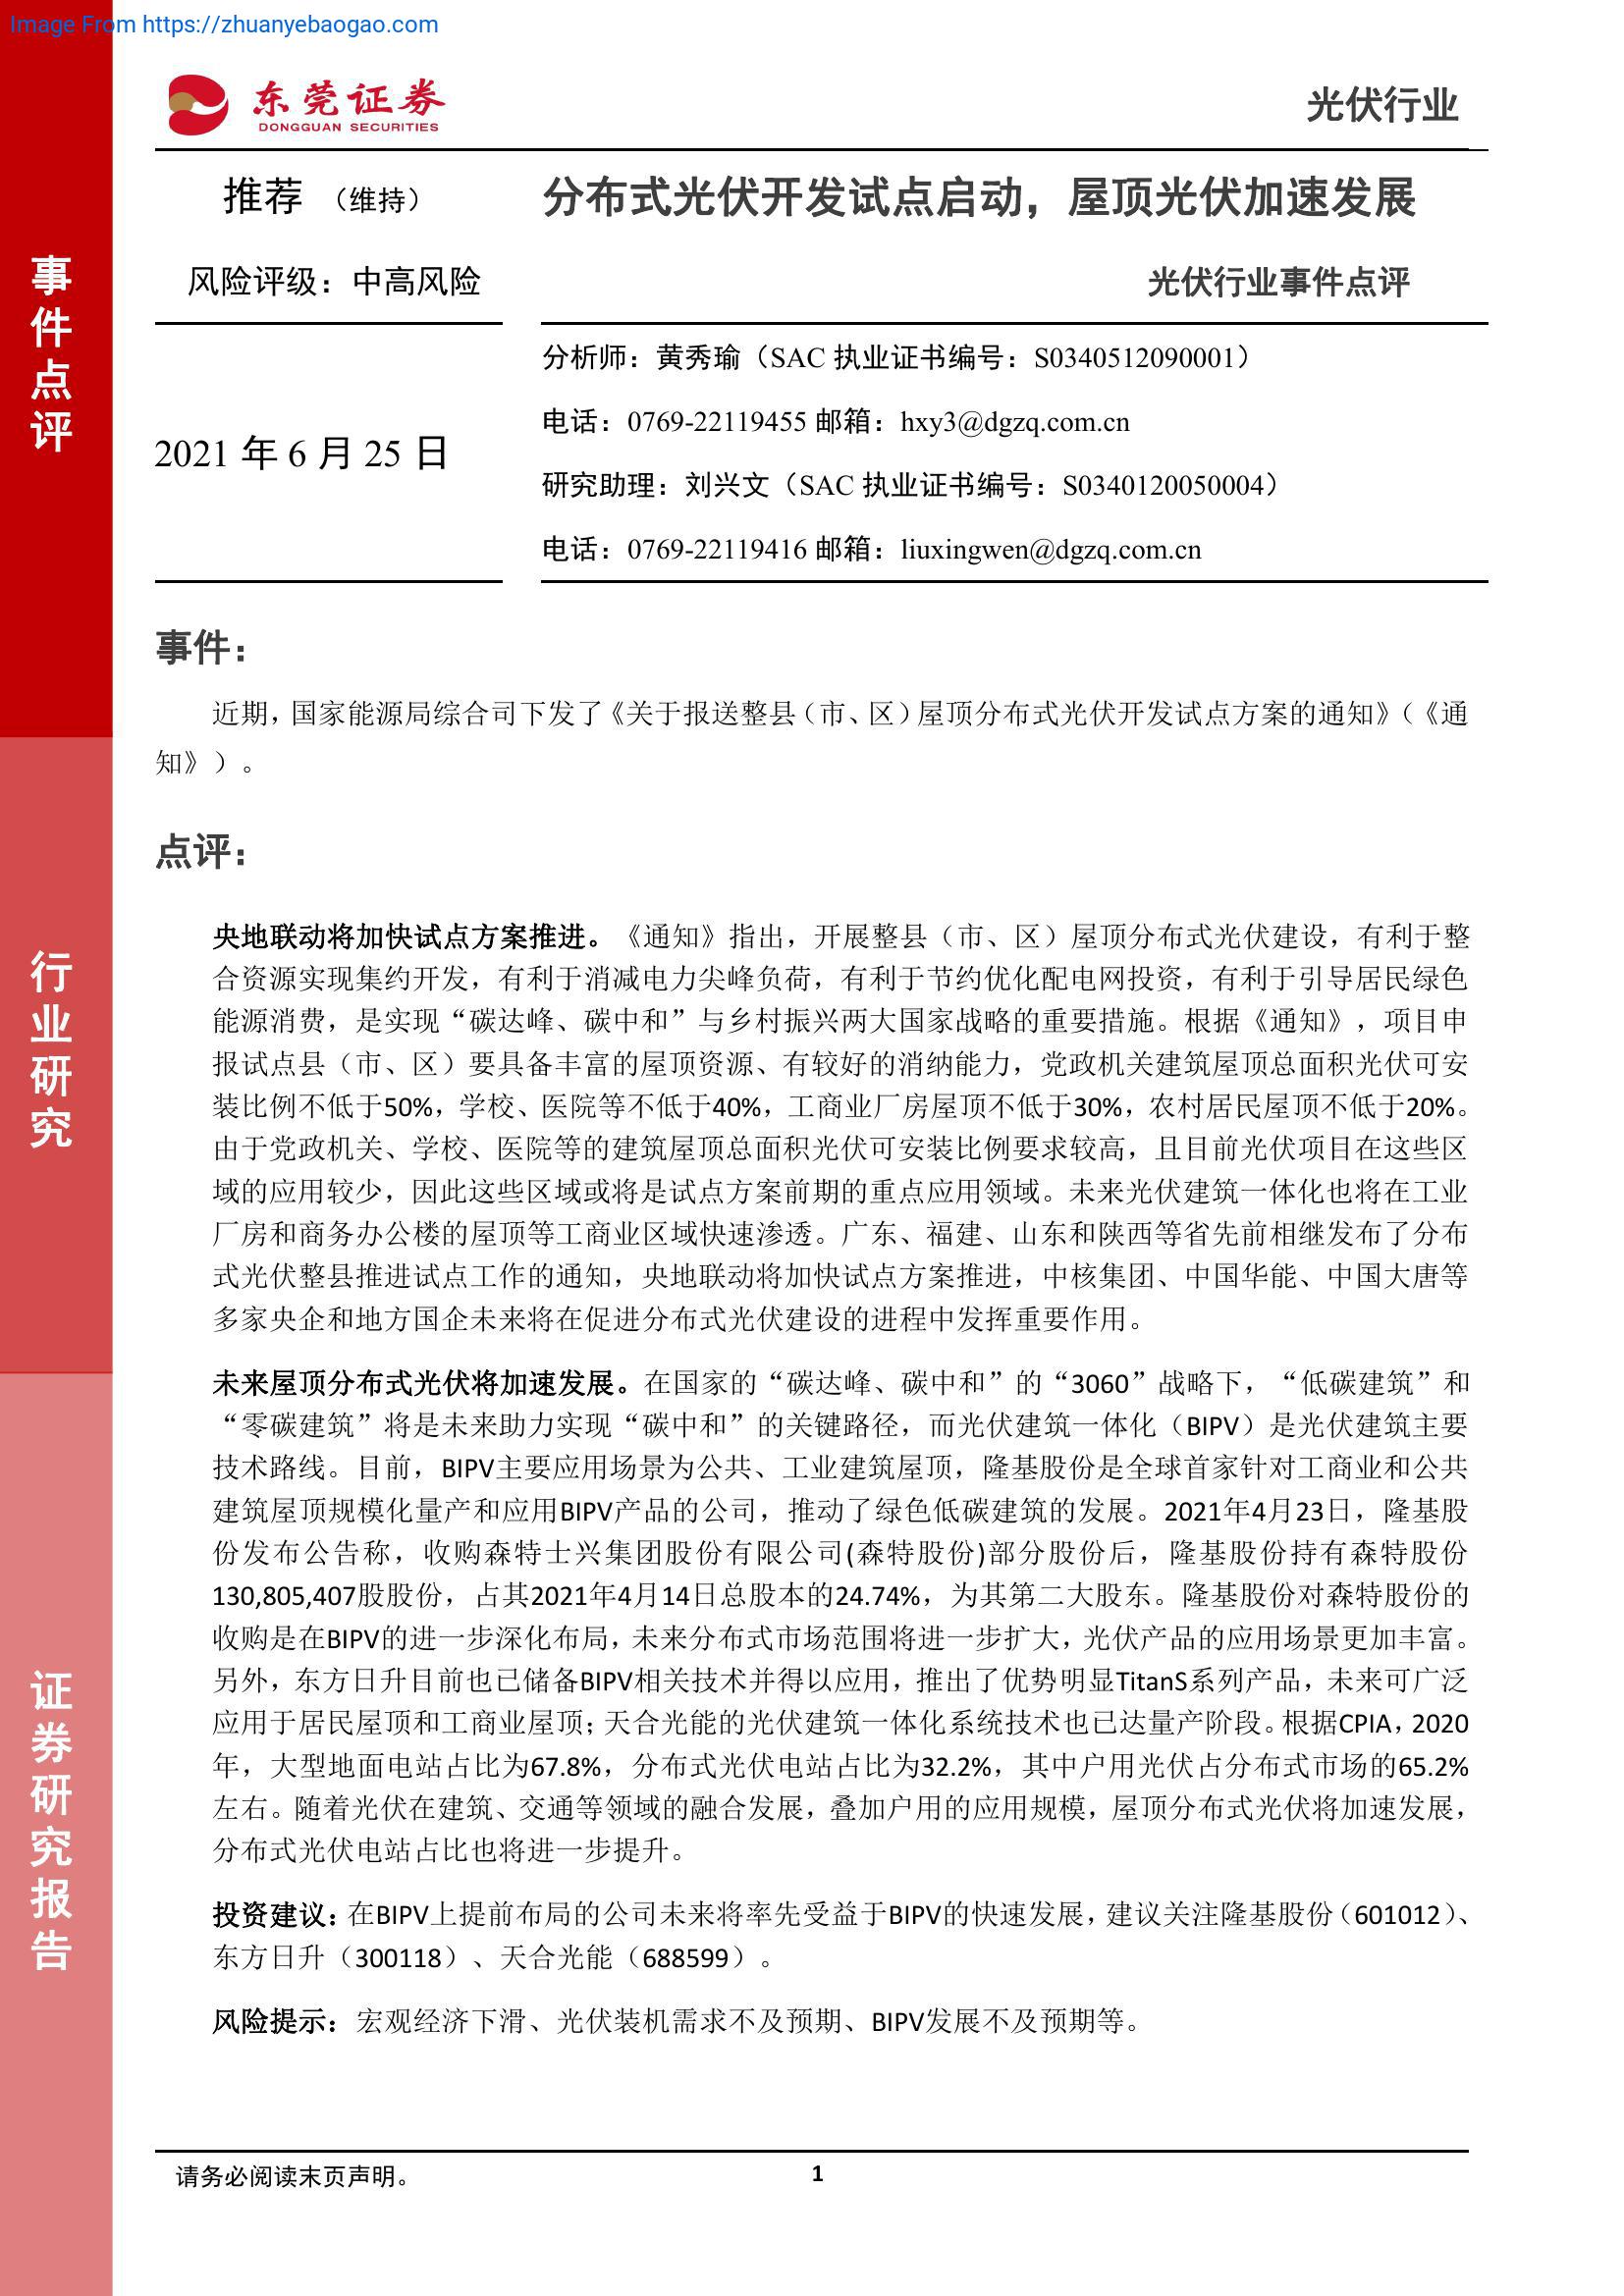 Image From https://zhuanyebaogao.com
东莞证券
DONGGUAN SECURITIES
光伏行业
推荐 （维持）
分布式光伏开发试点启动，屋顶光伏加速发展
风险评级：中高风险
光伏行业事件点评
2021 年 6 月 25 日
分析师：黄秀瑜（SAC 执业证书编号：S0340512090001）
电话：0769-22119455 邮箱：hxy3@dgzq.com.cn
研究助理：刘兴文（SAC 执业证书编号：S0340120050004）
电话：0769-22119416 邮箱：liuxingwen@dgzq.com.cn
事件点评
行业研究
证券研究报告
事件：
近期，国家能源局综合司下发了《关于报送整县（市、区）屋顶分布式光伏开发试点方案的通知》（《通
知》）。
点评：
央地联动将加快试点方案推进。《通知》指出，开展整县（市、区）屋顶分布式光伏建设，有利于整
合资源实现集约开发，有利于消减电力尖峰负荷，有利于节约优化配电网投资，有利于引导居民绿色
能源消费，是实现“碳达峰、碳中和”与乡村振兴两大国家战略的重要措施。根据《通知》，项目申
报试点县（市、区）要具备丰富的屋顶资源、有较好的消纳能力，党政机关建筑屋顶总面积光伏可安
装比例不低于50%，学校、医院等不低于40%，工商业厂房屋顶不低于30%，农村居民屋顶不低于20%。
由于党政机关、学校、医院等的建筑屋顶总面积光伏可安装比例要求较高，且目前光伏项目在这些区
域的应用较少，因此这些区域或将是试点方案前期的重点应用领域。未来光伏建筑一体化也将在工业
厂房和商务办公楼的屋顶等工商业区域快速渗透。广东、福建、山东和陕西等省先前相继发布了分布
式光伏整县推进试点工作的通知，央地联动将加快试点方案推进，中核集团、中国华能、中国大唐等
多家央企和地方国企未来将在促进分布式光伏建设的进程中发挥重要作用。
未来屋顶分布式光伏将加速发展。在国家的“碳达峰、碳中和”的“3060”战略下，“低碳建筑”和
“零碳建筑”将是未来助力实现“碳中和”的关键路径，而光伏建筑一体化（BIPV）是光伏建筑主要
技术路线。目前，BIPV主要应用场景为公共、工业建筑屋顶，隆基股份是全球首家针对工商业和公共
建筑屋顶规模化量产和应用BIPV产品的公司，推动了绿色低碳建筑的发展。2021年4月23日，隆基股
份发布公告称，收购森特士兴集团股份有限公司(森特股份)部分股份后，隆基股份持有森特股份
130,805,407股股份，占其2021年4月14日总股本的24.74%，为其第二大股东。隆基股份对森特股份的
收购是在BIPV的进一步深化布局，未来分布式市场范围将进一步扩大，光伏产品的应用场景更加丰富。
另外，东方日升目前也已储备BIPV相关技术并得以应用，推出了优势明显TitanS系列产品，未来可广泛
应用于居民屋顶和工商业屋顶；天合光能的光伏建筑一体化系统技术也已达量产阶段。根据CPIA，2020
年，大型地面电站占比为67.8%，分布式光伏电站占比为32.2%，其中户用光伏占分布式市场的65.2%
左右。随着光伏在建筑、交通等领域的融合发展，叠加户用的应用规模，屋顶分布式光伏将加速发展，
分布式光伏电站占比也将进一步提升。
投资建议：在BIPV上提前布局的公司未来将率先受益于BIPV的快速发展，建议关注隆基股份（601012）、
东方日升（300118）、天合光能（688599）。
风险提示：宏观经济下滑、光伏装机需求不及预期、BIPV发展不及预期等。
请务必阅读末页声明。
1